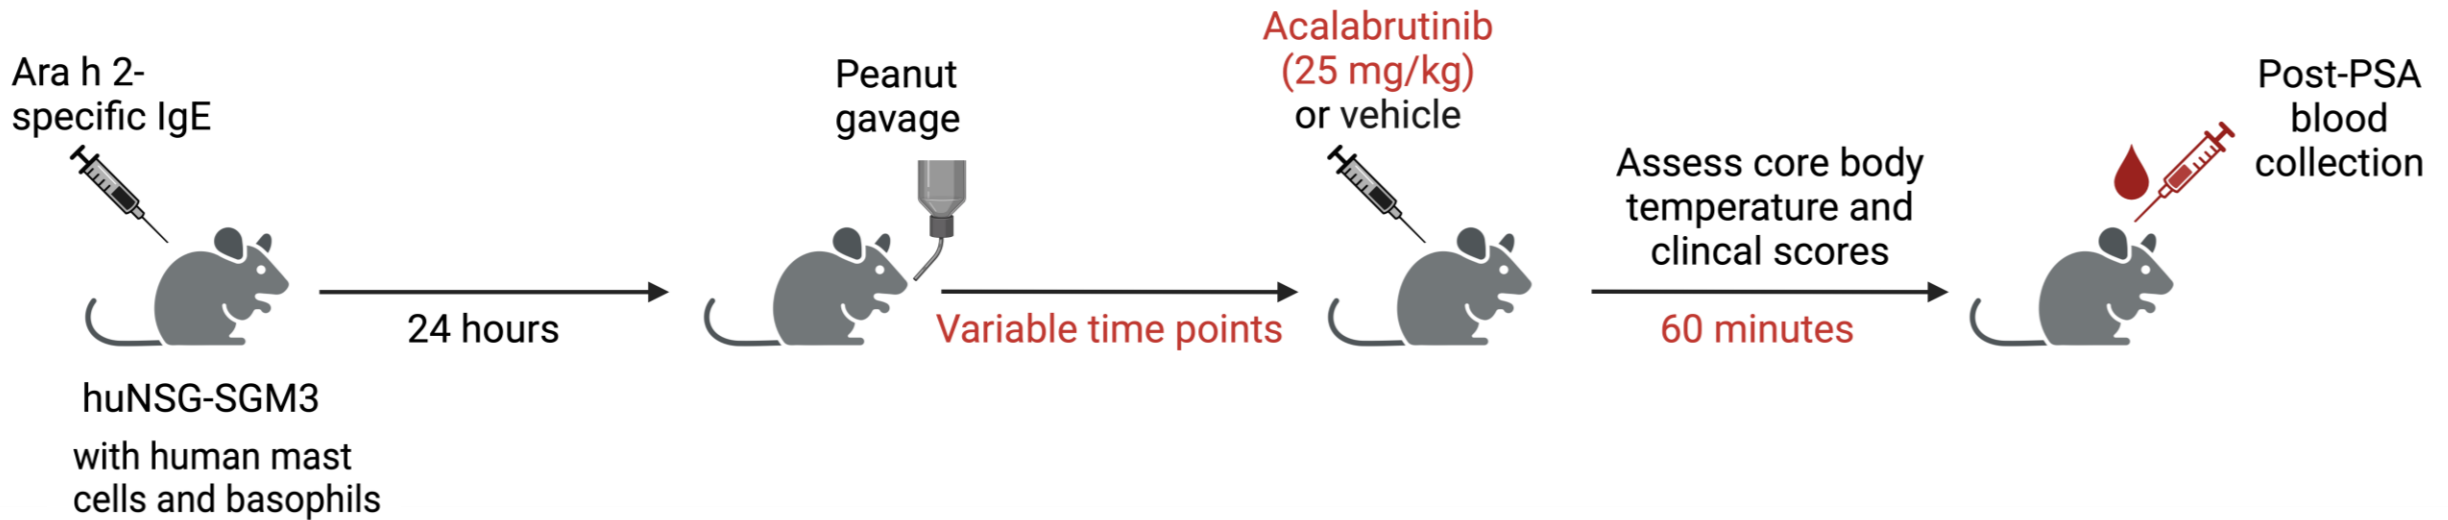 Ara h 2-
specific IgE
huNSG-SGM3
with human mast
cells and basophils
24 hours
Peanut
gavage
Variable time points
Acalabrutinib
(25 mg/kg)
or vehicle
Assess core body
temperature and
clincal scores
60 minutes
Post-PSA
blood
collection